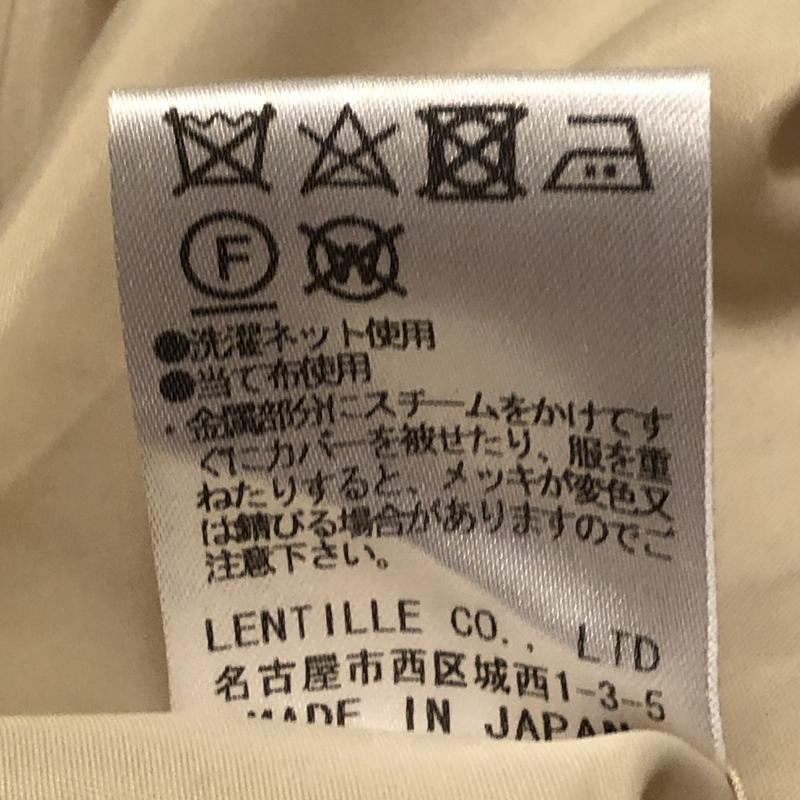 F W
●洗濯ネット使用
●当て布使用
・金属部分にスチームをかけてす
ぐにカバーを被せたり、服を重
ねたりすると、メッキが変色又
は錆びる場合がありますのでご
注意下さい。
LENTILLE CO., LTD
名古屋市西区城西1-3-5
MADE IN JAPAN